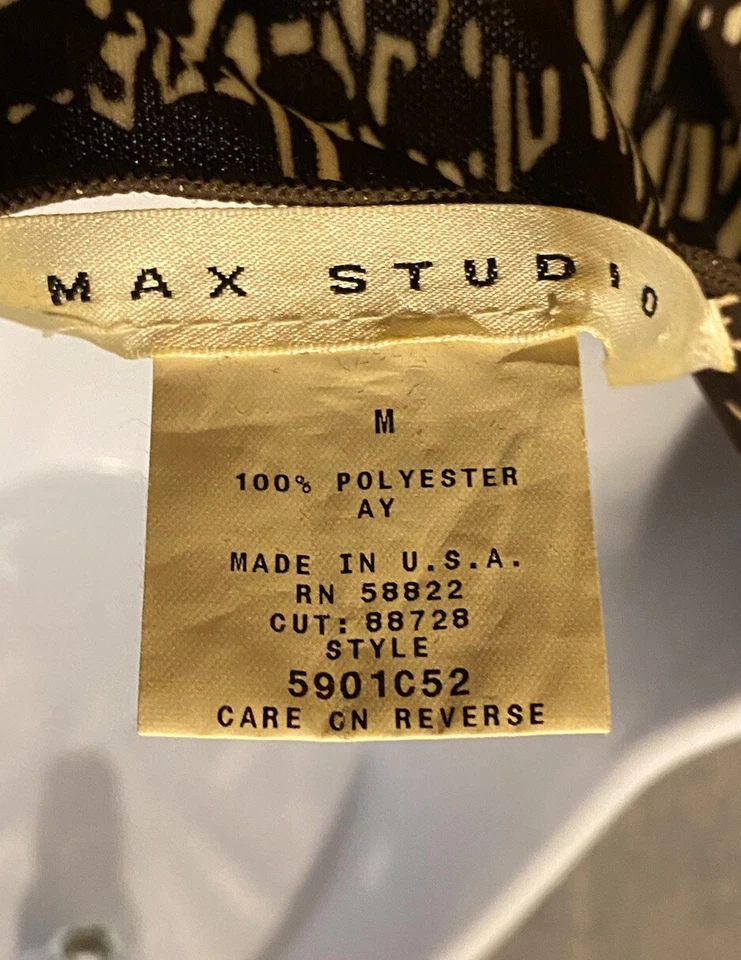 MAX STUDIO
M
100% POLYESTER
AY
MADE IN U.S.A.
RN 58822
CUT: 88728
STYLE
5901C52
CARE ON REVERSE